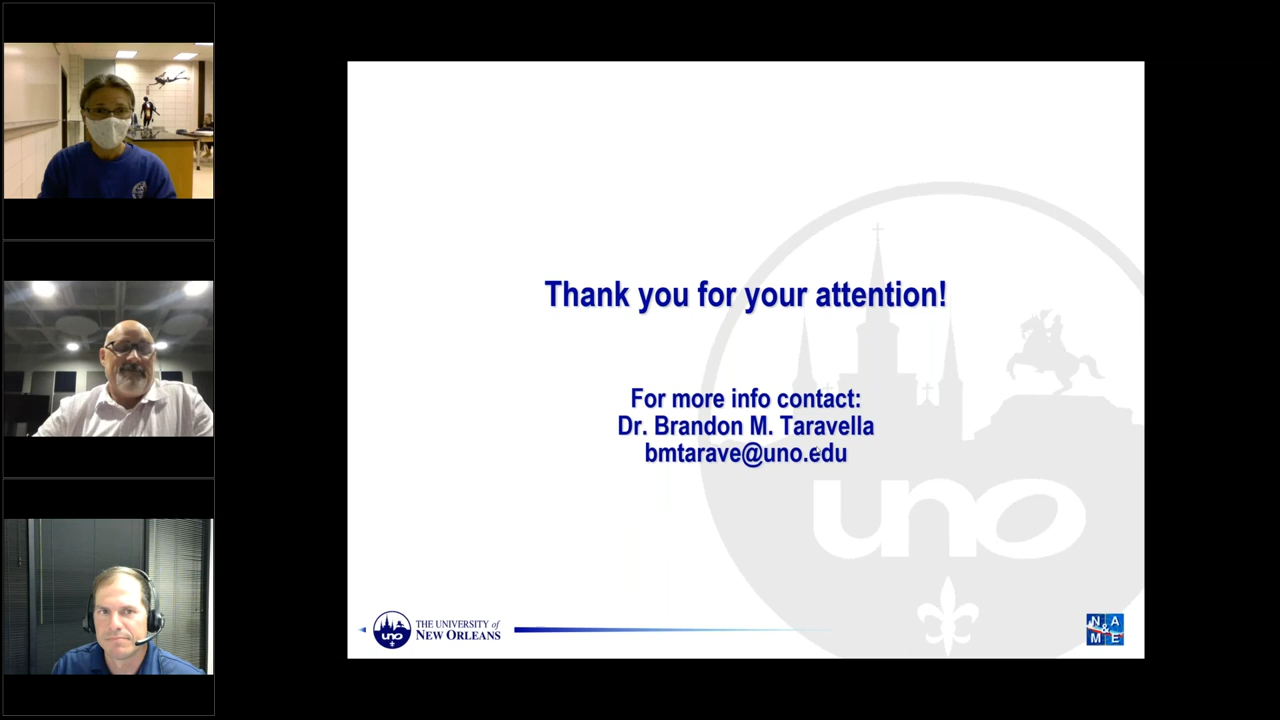 Thank you for your attention!
For more info contact:
Dr. Brandon M. Taravella
bmtarave@uno.edu
uno
uno
THE UNIVERSITY of
NEW ORLEANS
N A
&
M E